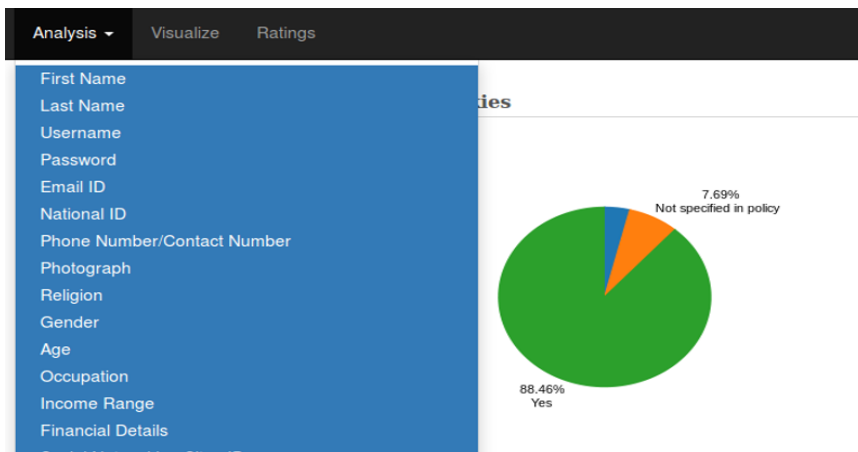 Analysis Visualize Ratings
First Name
Last Name
Username
Password
Email ID
National ID
Phone Number/Contact Number
Photograph
Religion
Gender
Age
Occupation
Income Range
Financial Details
7.69%
Not specified in policy
88.46%
Yes